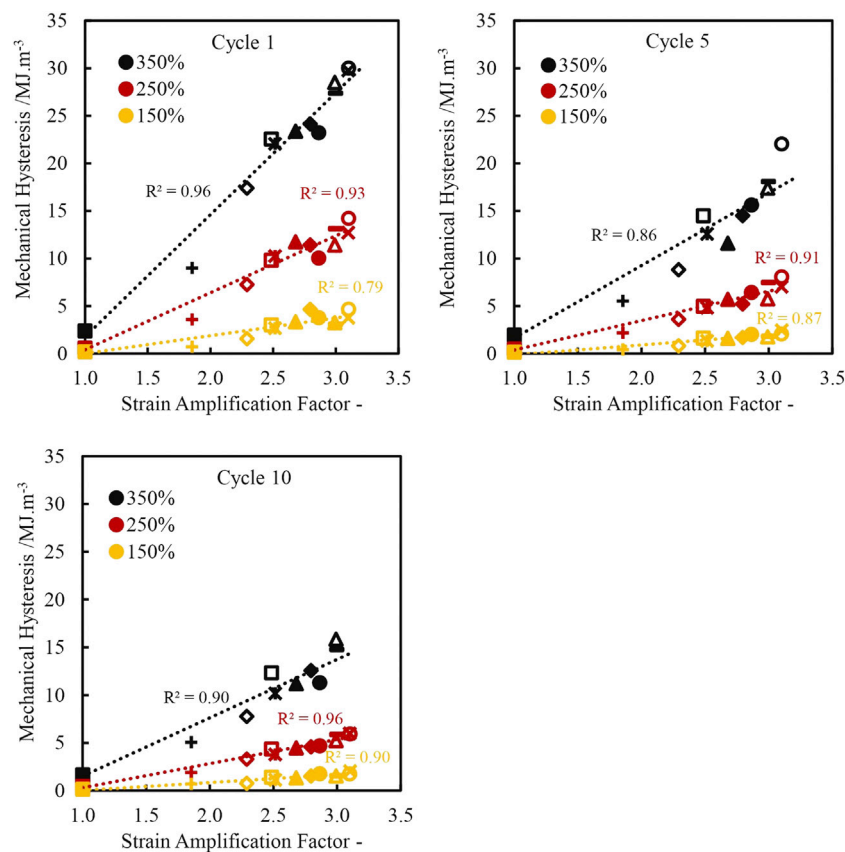 Cycle 1
350%
250%
150%
R² = 0.96
R² = 0.93
R² = 0.79
Mechanical Hysteresis /MJ.m⁻³
35
30
25
20
15
10
5
0
1.0 1.5 2.0 2.5 3.0 3.5
Strain Amplification Factor -
Cycle 5
350%
250%
150%
R² = 0.86
R² = 0.91
R² = 0.87
Mechanical Hysteresis /MJ.m⁻³
35
30
25
20
15
10
5
0
1.0 1.5 2.0 2.5 3.0 3.5
Strain Amplification Factor -
Cycle 10
350%
250%
150%
R² = 0.90
R² = 0.96
R² = 0.90
Mechanical Hysteresis /MJ.m⁻³
35
30
25
20
15
10
5
0
1.0 1.5 2.0 2.5 3.0 3.5
Strain Amplification Factor -